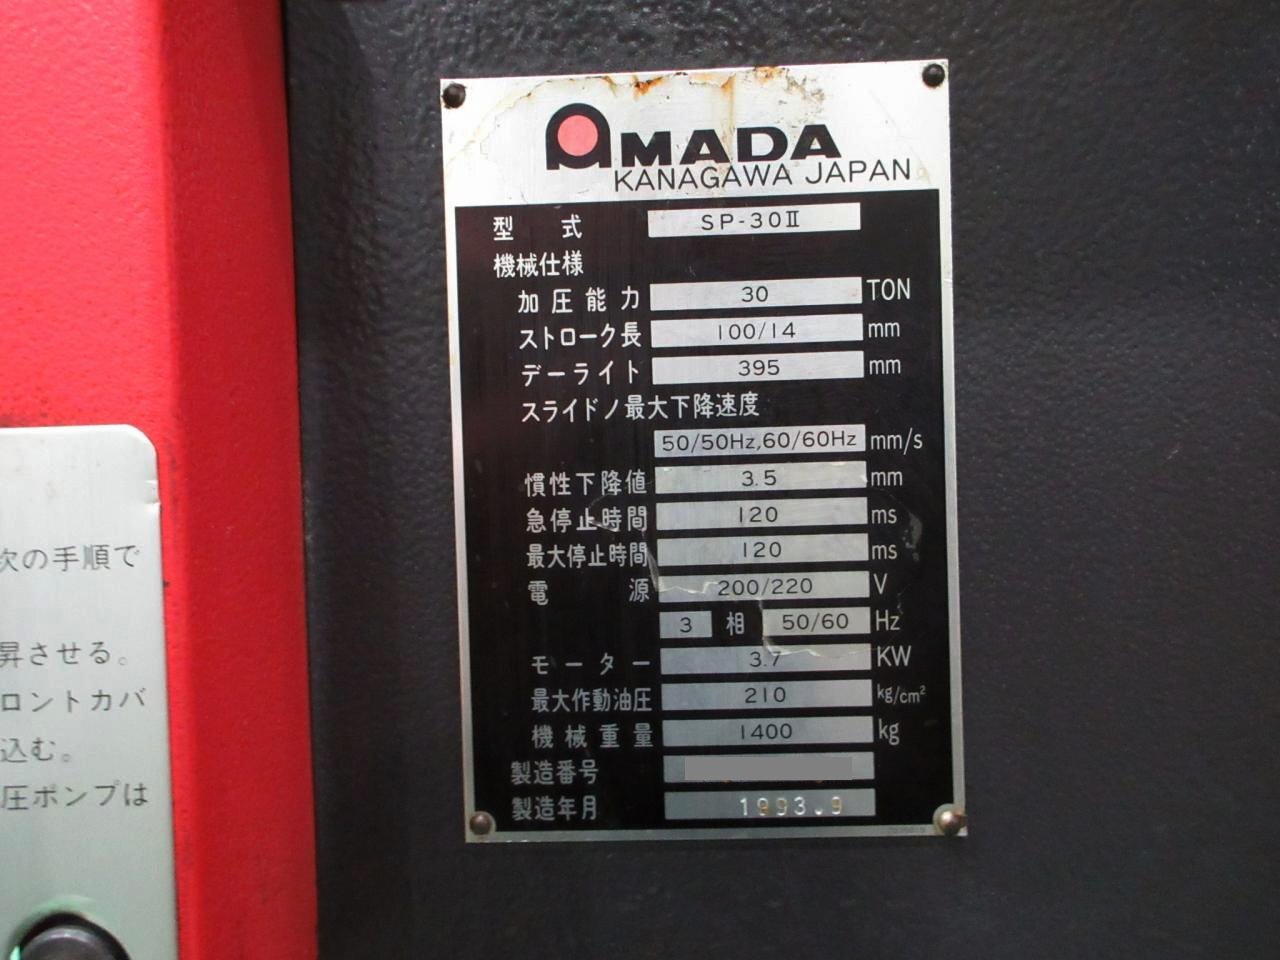 AMADA
KANAGAWA JAPAN
型 式 SP-30II
機械仕様
加圧能力 30 TON
ストローク長 100/14 mm
デーライト 395 mm
スライドノ最大下降速度
50/50Hz,60/60Hz mm/s
慣性下降値 3.5 mm
急停止時間 120 ms
最大停止時間 120 ms
電 源 200/220 V
3 相 50/60 Hz
モーター 3.7 KW
最大作動油圧 210 kg/cm²
機械重量 1400 kg
製造番号
製造年月 1993.9
次の手順で
昇させる。
ロントカバ
込む。
圧ポンプは